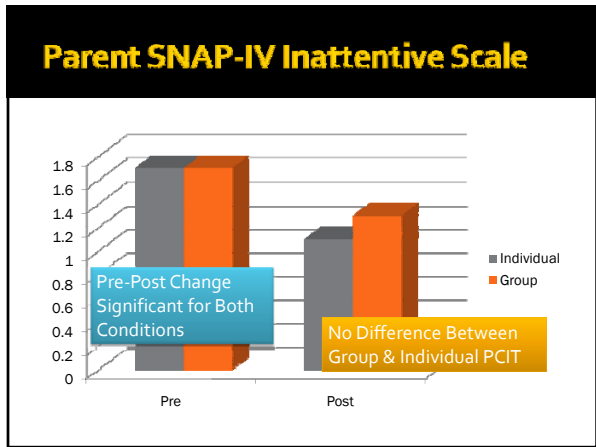 Parent SNAP-IV Inattentive Scale
1.8
1.6
1.4
1.2
1
0.8
0.6
0.4
0.2
0
Pre-Post Change
Significant for Both
Conditions
No Difference Between
Group & Individual PCIT
Individual
Group
Pre
Post